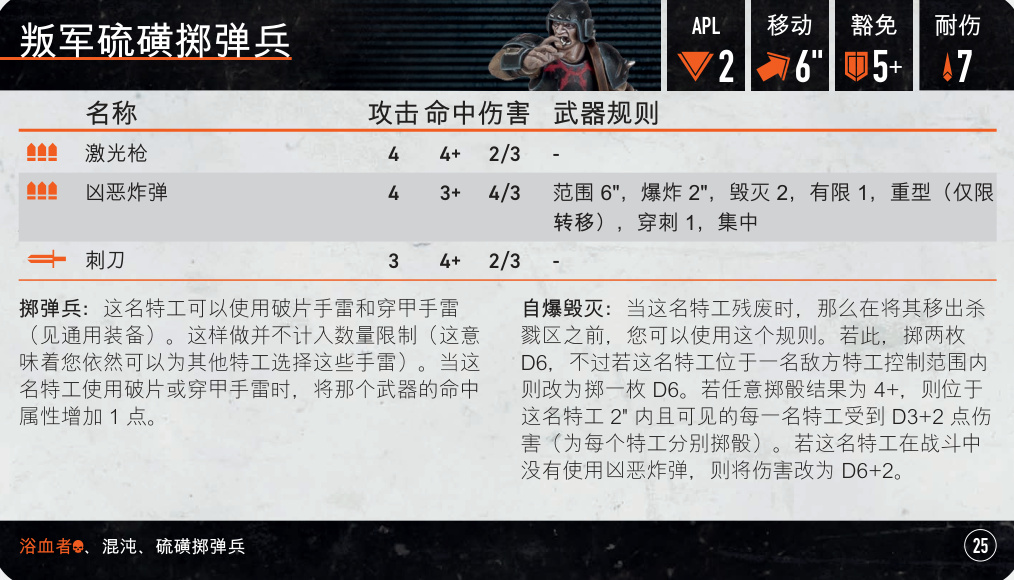 叛军硫磺掷弹兵
APL 移动 豁免 耐伤
2 6" 5+ 7
名称 攻击 命中 伤害 武器规则
激光枪 4 4+ 2/3 -
凶恶炸弹 4 3+ 4/3 范围 6"，爆炸 2"，毁灭 2，有限 1，重型（仅限
转移），穿刺 1，集中
刺刀 3 4+ 2/3 -
掷弹兵：这名特工可以使用破片手雷和穿甲手雷
（见通用装备）。这样做并不计入数量限制（这意
味着您依然可以为其他特工选择这些手雷）。当这
名特工使用破片或穿甲手雷时，将那个武器的命中
属性增加 1 点。
自爆毁灭：当这名特工残废时，那么在将其移出杀
戮区之前，您可以使用这个规则。若此，掷两枚
D6，不过若这名特工位于一名敌方特工控制范围内
则改为掷一枚 D6。若任意掷骰结果为 4+，则位于
这名特工 2" 内且可见的每一名特工受到 D3+2 点伤
害（为每个特工分别掷骰）。若这名特工在战斗中
没有使用凶恶炸弹，则将伤害改为 D6+2。
浴血者、混沌、硫磺掷弹兵
25